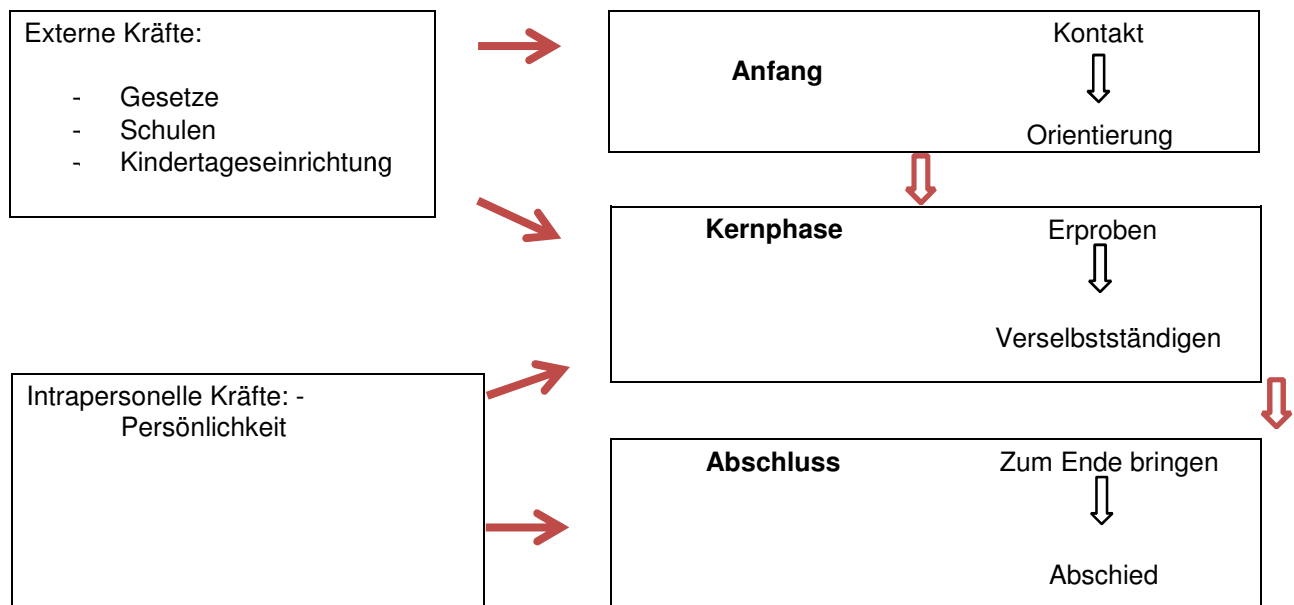 Externe Kräfte:
- Gesetze
- Schulen
- Kindertageseinrichtung
Intrapersonelle Kräfte: -
Persönlichkeit
Kontakt
Anfang
Orientierung
Kernphase Erproben
Verselbstständigen
Abschluss Zum Ende bringen
Abschied